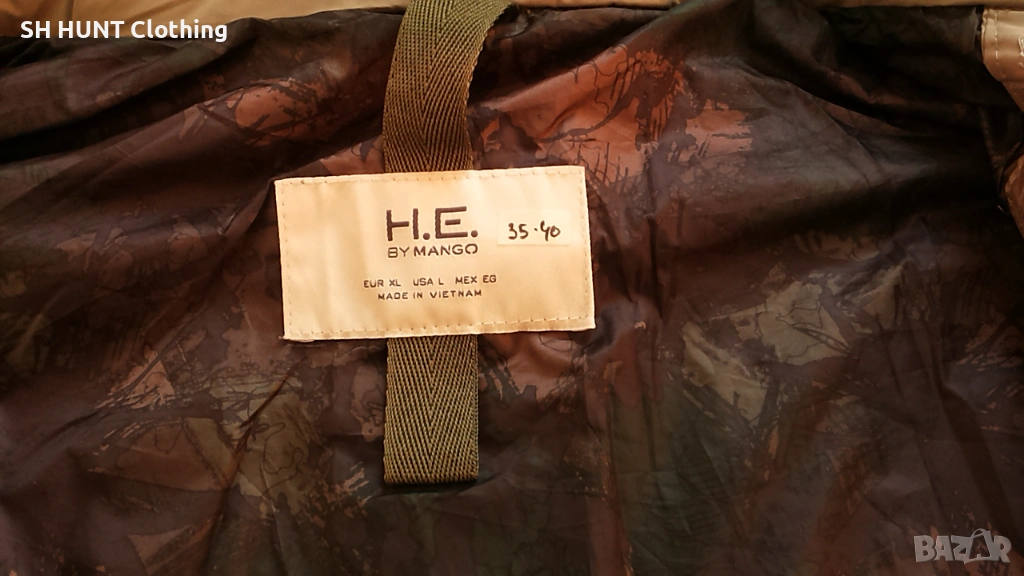 SH HUNT Clothing
H.E. 35-40
BY MANGO
EUR XL USA L MEX EG
MADE IN VIETNAM
BAZAR